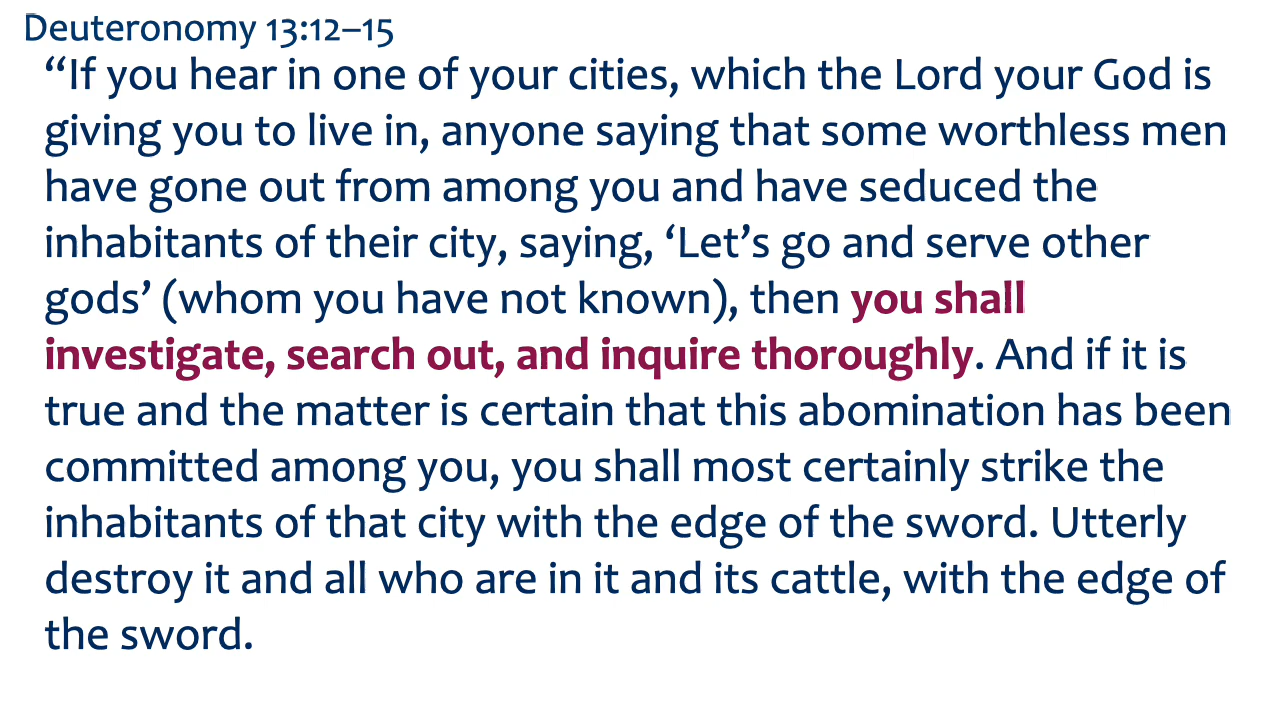 Deuteronomy 13:12–15
“If you hear in one of your cities, which the Lord your God is
giving you to live in, anyone saying that some worthless men
have gone out from among you and have seduced the
inhabitants of their city, saying, ‘Let’s go and serve other
gods’ (whom you have not known), then you shall
investigate, search out, and inquire thoroughly. And if it is
true and the matter is certain that this abomination has been
committed among you, you shall most certainly strike the
inhabitants of that city with the edge of the sword. Utterly
destroy it and all who are in it and its cattle, with the edge of
the sword.